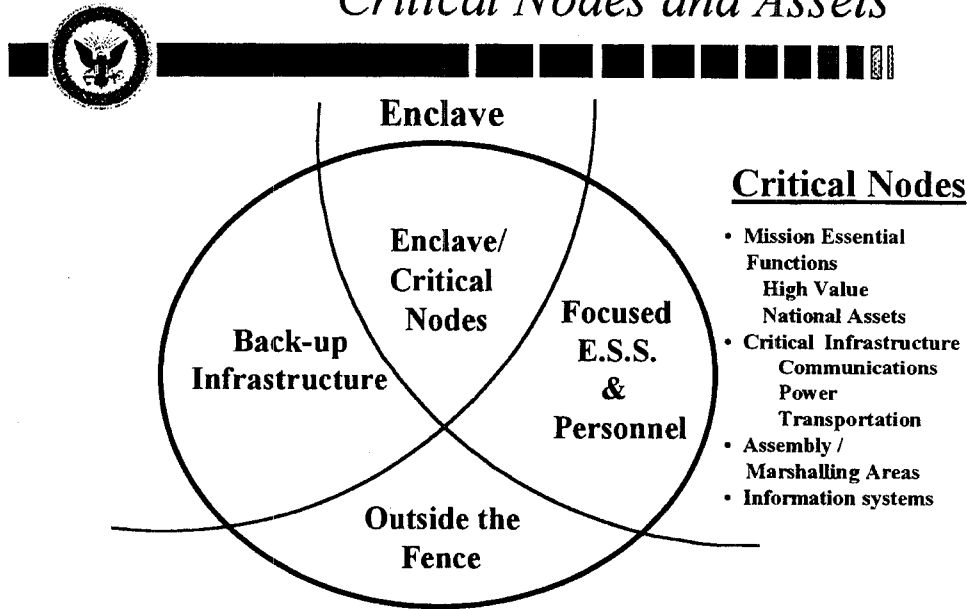 Critical Nodes and Assets
Enclave
Enclave/
Critical
Nodes
Back-up
Infrastructure
Focused
E.S.S.
&
Personnel
Outside the
Fence
Critical Nodes
• Mission Essential
Functions
High Value
National Assets
• Critical Infrastructure
Communications
Power
Transportation
• Assembly /
Marshalling Areas
• Information systems